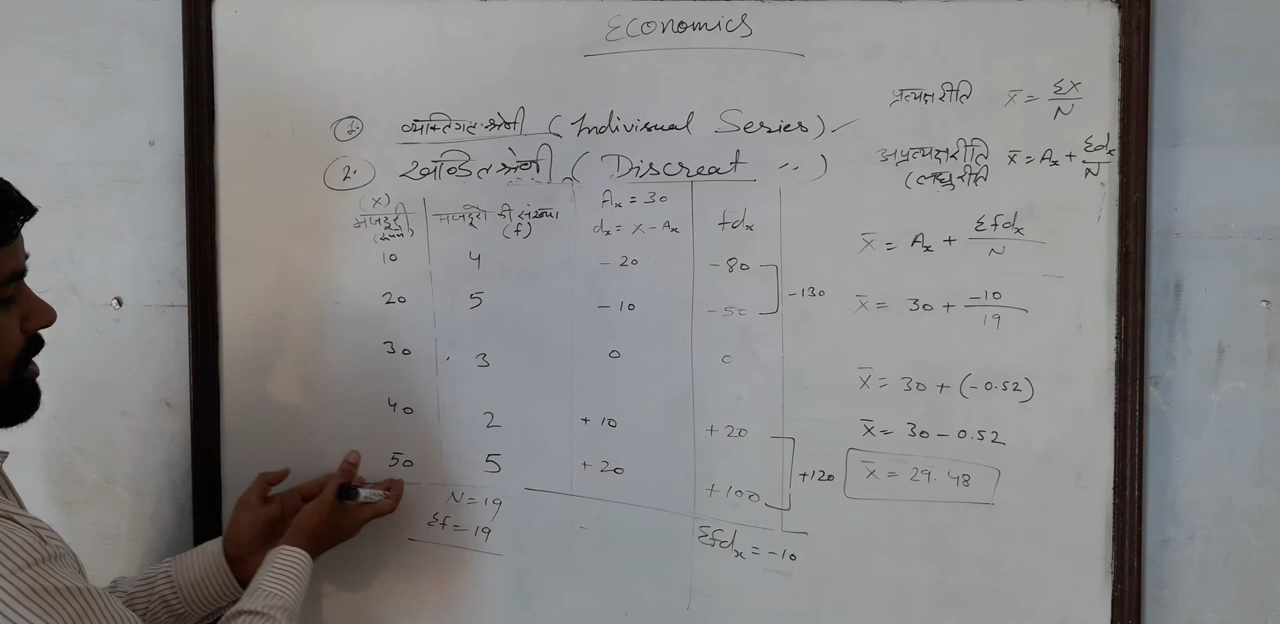 Economics
1. व्यक्तिगत श्रेणी (Indivisual Series) ✓
2. खण्डित श्रेणी (Discreat " )
प्रत्यक्ष रीति X̄ = ΣX/N
अप्रत्यक्ष रीति X̄ = Ax + Σdx/N
(लघु रीति
(X) मजदूरी (रुपये) | मजदूरों की संख्या (f) | Ax = 30 dx = X - Ax | fdx
10 4 -20 -80
20 5 -10 -50
-130
30 3 0 0
40 2 +10 +20
50 5 +20 +100
+120
N = 19
Σf = 19
Σfdx = -10
X̄ = Ax + Σfdx/N
X̄ = 30 + -10/19
X̄ = 30 + (-0.52)
X̄ = 30 - 0.52
X̄ = 29.48